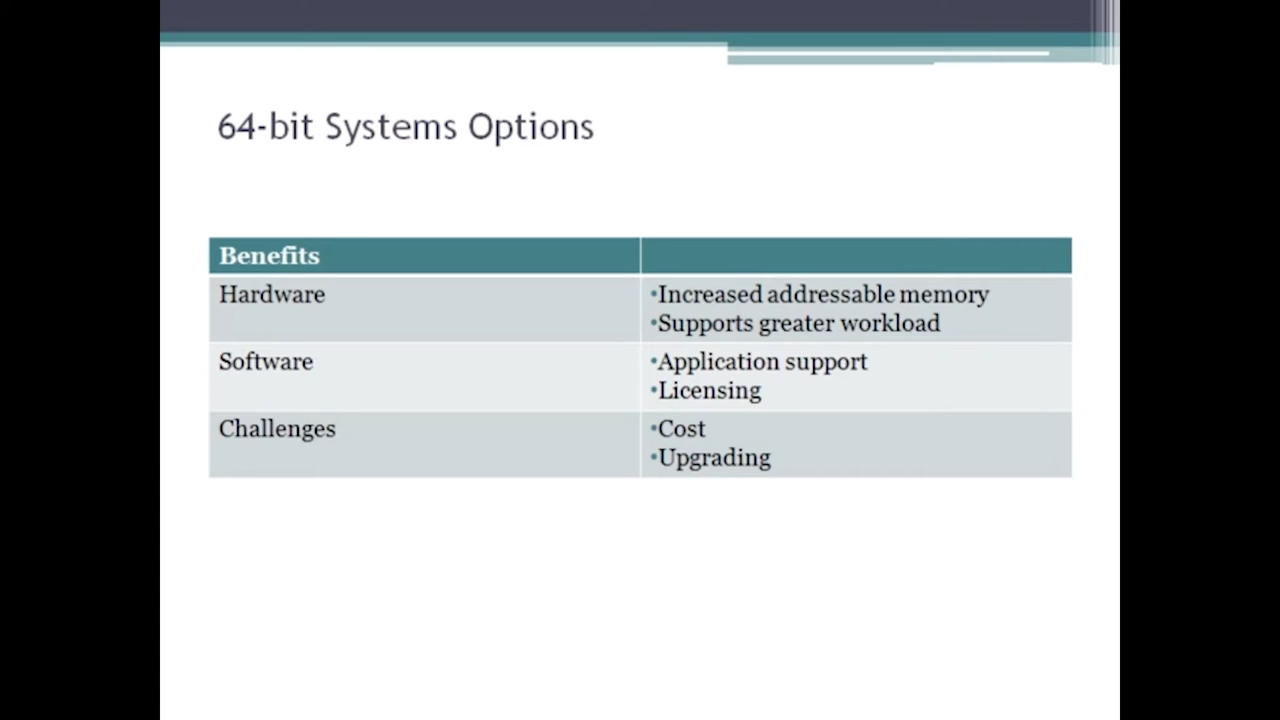 64-bit Systems Options
Benefits
Hardware
•Increased addressable memory
•Supports greater workload
Software
•Application support
•Licensing
Challenges
•Cost
•Upgrading